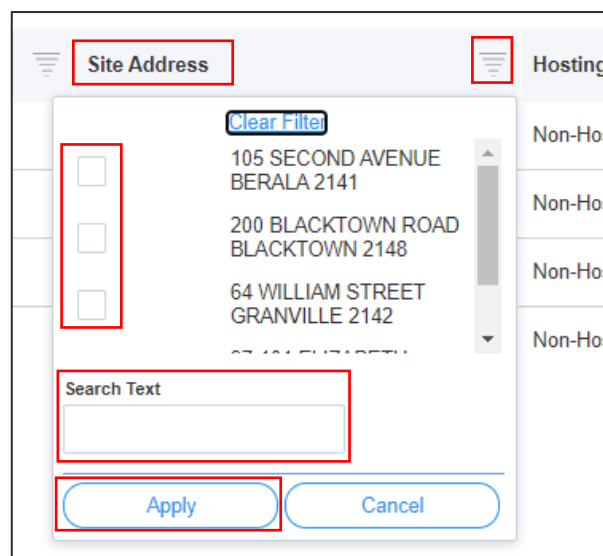 Site Address
Hosting
Clear Filter
105 SECOND AVENUE
BERALA 2141
Non-Hos
200 BLACKTOWN ROAD
BLACKTOWN 2148
Non-Hos
64 WILLIAM STREET
GRANVILLE 2142
Non-Hos
Non-Hos
Search Text
Apply
Cancel